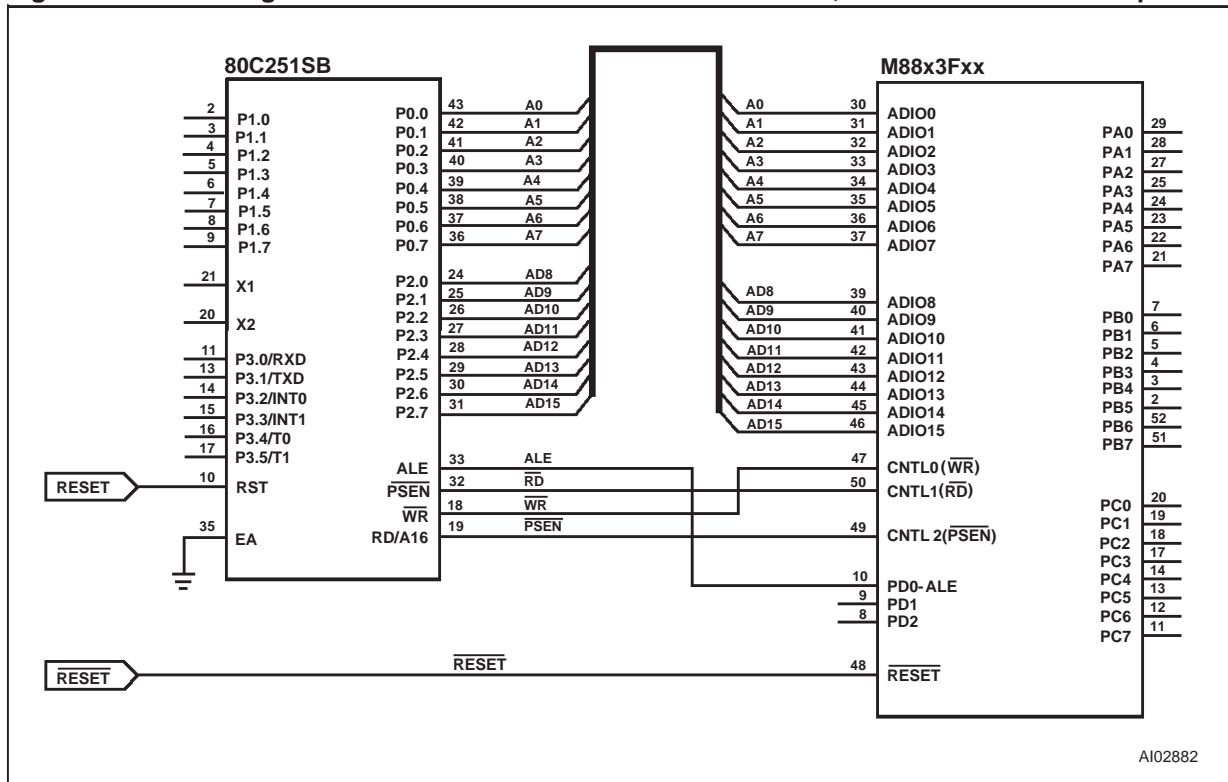 80C251SB
M88x3Fxx
2 P1.0
3 P1.1
4 P1.2
5 P1.3
6 P1.4
7 P1.5
8 P1.6
9 P1.7
21 X1
20 X2
11 P3.0/RXD
13 P3.1/TXD
14 P3.2/INT0
15 P3.3/INT1
16 P3.4/T0
17 P3.5/T1
RESET 10 RST
35 EA
P0.0 43 A0
P0.1 42 A1
P0.2 41 A2
P0.3 40 A3
P0.4 39 A4
P0.5 38 A5
P0.6 37 A6
P0.7 36 A7
P2.0 24 AD8
P2.1 25 AD9
P2.2 26 AD10
P2.3 27 AD11
P2.4 28 AD12
P2.5 29 AD13
P2.6 30 AD14
P2.7 31 AD15
ALE 33 ALE
PSEN 32 RD
WR 18 WR
RD/A16 19 PSEN
A0 30 ADIO0
A1 31 ADIO1
A2 32 ADIO2
A3 33 ADIO3
A4 34 ADIO4
A5 35 ADIO5
A6 36 ADIO6
A7 37 ADIO7
AD8 39 ADIO8
AD9 40 ADIO9
AD10 41 ADIO10
AD11 42 ADIO11
AD12 43 ADIO12
AD13 44 ADIO13
AD14 45 ADIO14
AD15 46 ADIO15
47 CNTL0(WR)
50 CNTL1(RD)
49 CNTL 2(PSEN)
10 PD0-ALE
9 PD1
8 PD2
RESET RESET 48 RESET
PA0 29
PA1 28
PA2 27
PA3 25
PA4 24
PA5 23
PA6 22
PA7 21
PB0 7
PB1 6
PB2 5
PB3 4
PB4 3
PB5 2
PB6 52
PB7 51
PC0 20
PC1 19
PC2 18
PC3 17
PC4 14
PC5 13
PC6 12
PC7 11
AI02882